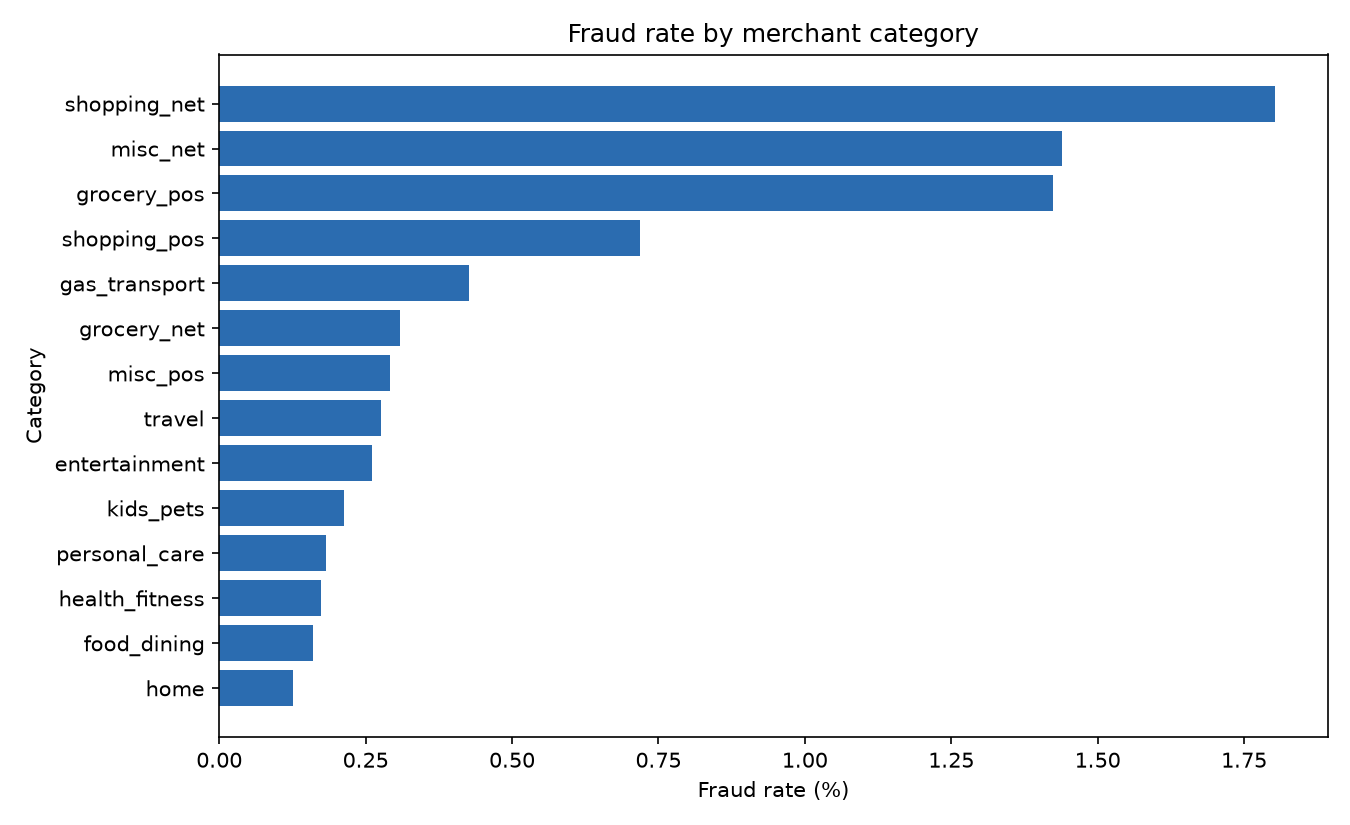 Fraud rate by merchant category
Category
shopping_net
misc_net
grocery_pos
shopping_pos
gas_transport
grocery_net
misc_pos
travel
entertainment
kids_pets
personal_care
health_fitness
food_dining
home
0.00 0.25 0.50 0.75 1.00 1.25 1.50 1.75
Fraud rate (%)